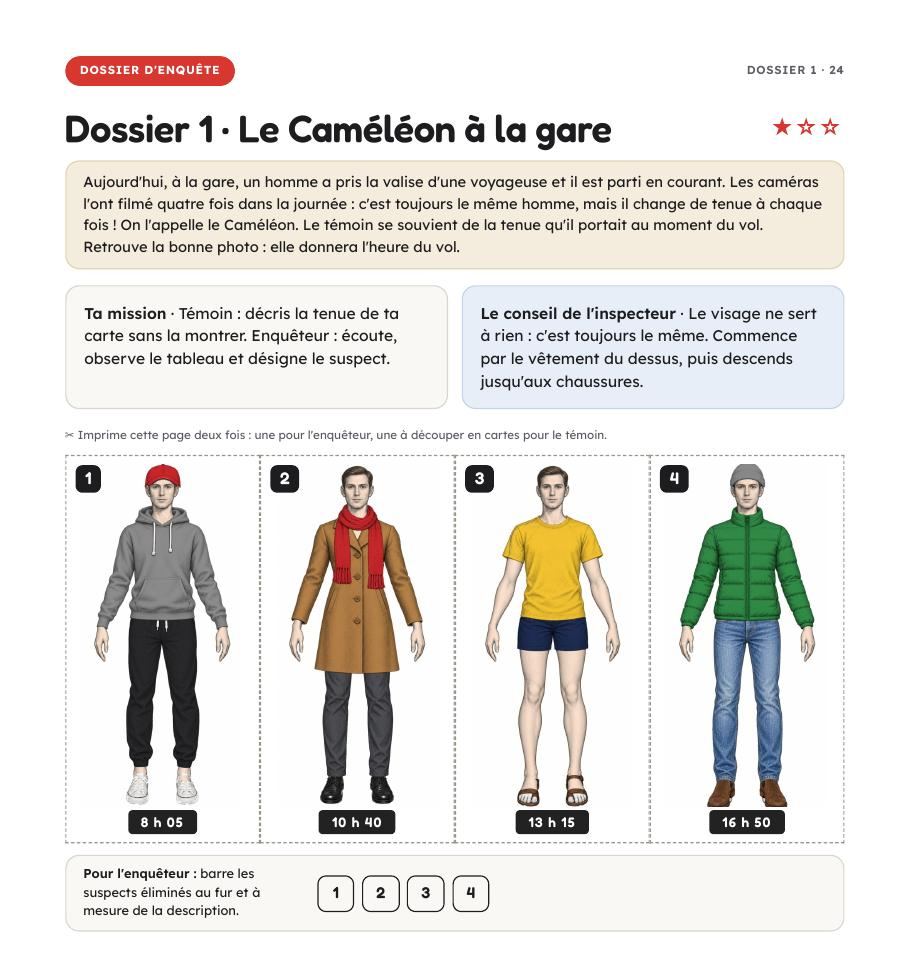 DOSSIER D'ENQUÊTE
DOSSIER 1 · 24
Dossier 1 · Le Caméléon à la gare
Aujourd'hui, à la gare, un homme a pris la valise d'une voyageuse et il est parti en courant. Les caméras
l'ont filmé quatre fois dans la journée : c'est toujours le même homme, mais il change de tenue à chaque
fois ! On l'appelle le Caméléon. Le témoin se souvient de la tenue qu'il portait au moment du vol.
Retrouve la bonne photo : elle donnera l'heure du vol.
Ta mission · Témoin : décris la tenue de ta
carte sans la montrer. Enquêteur : écoute,
observe le tableau et désigne le suspect.
Le conseil de l'inspecteur · Le visage ne sert
à rien : c'est toujours le même. Commence
par le vêtement du dessus, puis descends
jusqu'aux chaussures.
✂ Imprime cette page deux fois : une pour l'enquêteur, une à découper en cartes pour le témoin.
1
2
3
4
8 h 05
10 h 40
13 h 15
16 h 50
Pour l'enquêteur : barre les
suspects éliminés au fur et à
mesure de la description.
1 2 3 4